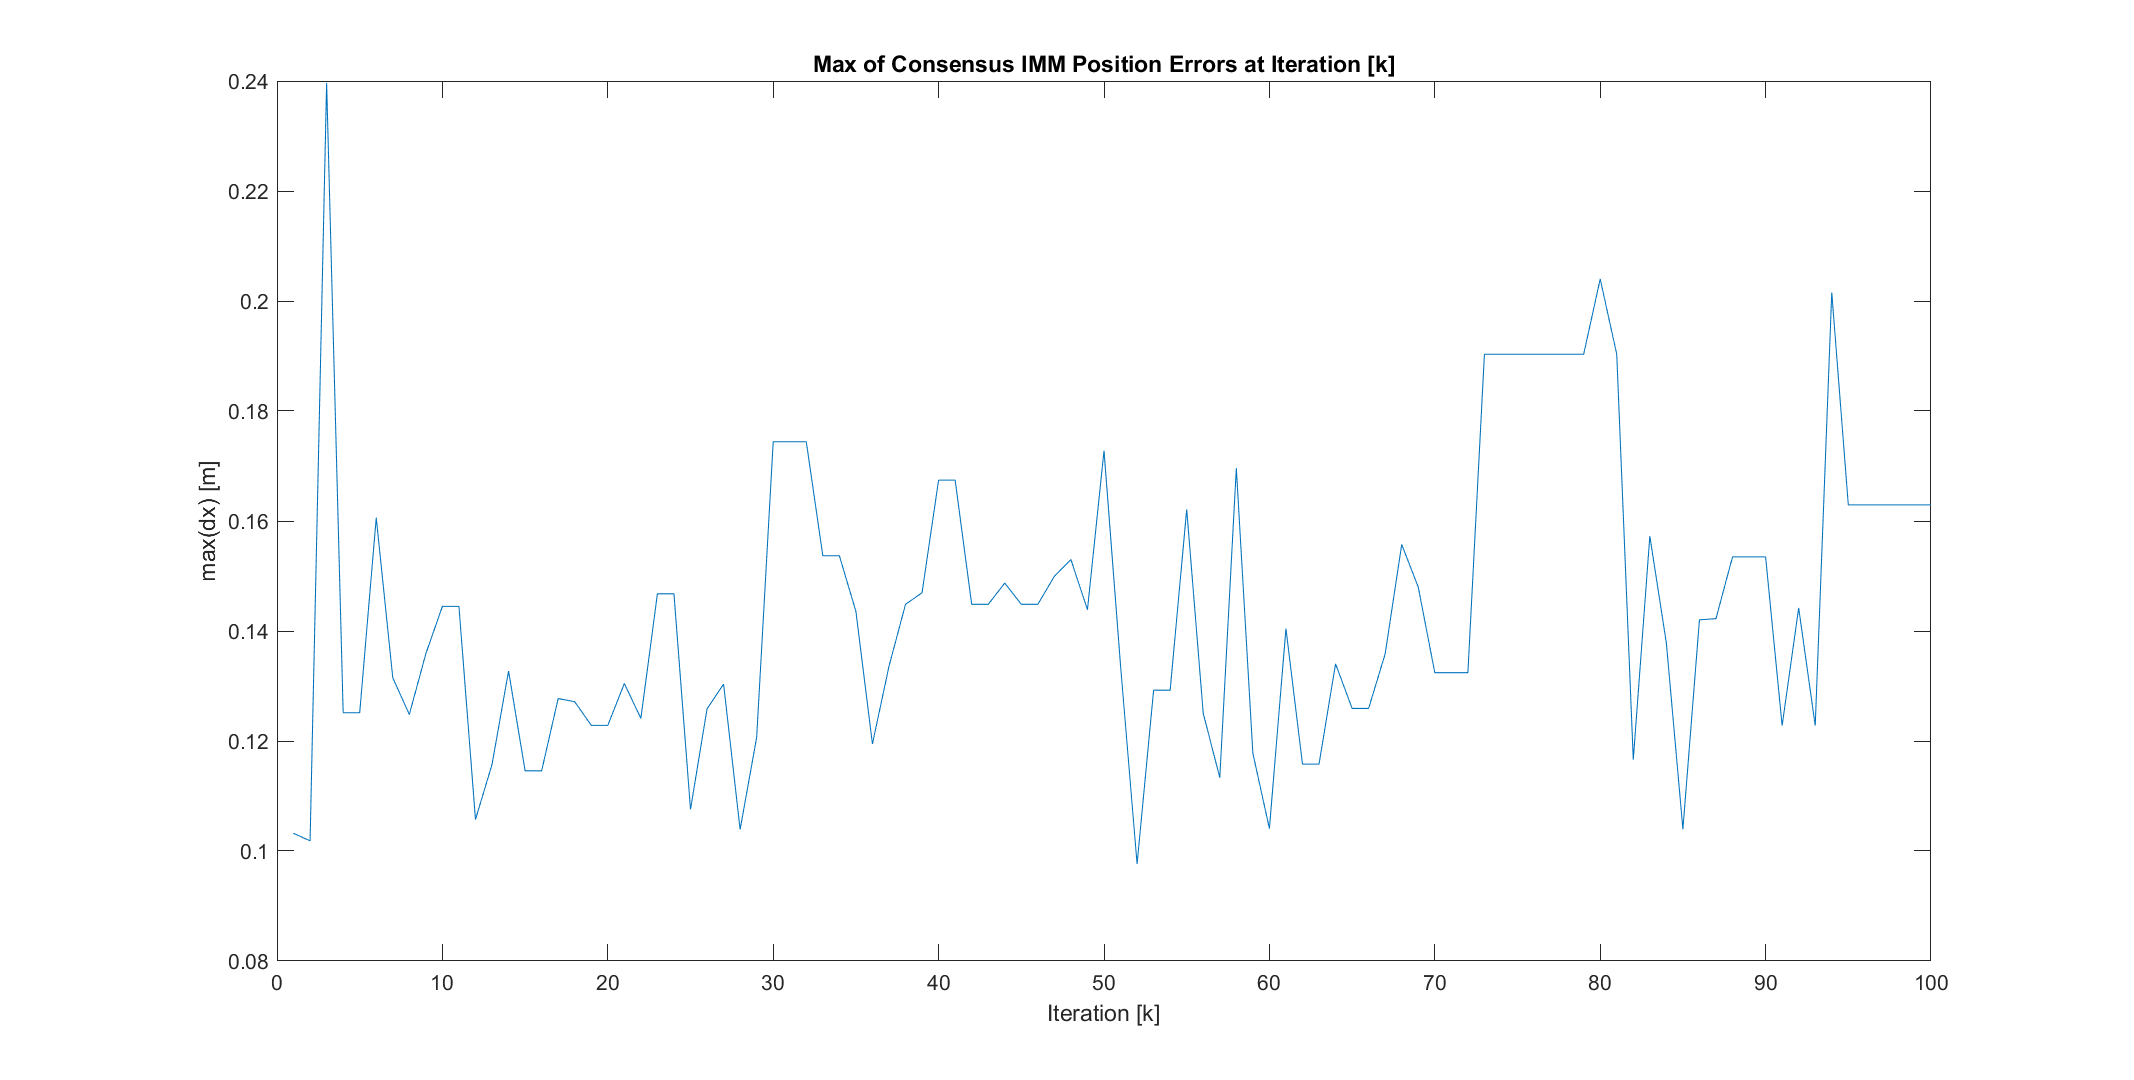 Max of Consensus IMM Position Errors at Iteration [k]
0.24
0.22
0.2
0.18
0.16
0.14
0.12
0.1
0.08
max(dx) [m]
0 10 20 30 40 50 60 70 80 90 100
Iteration [k]